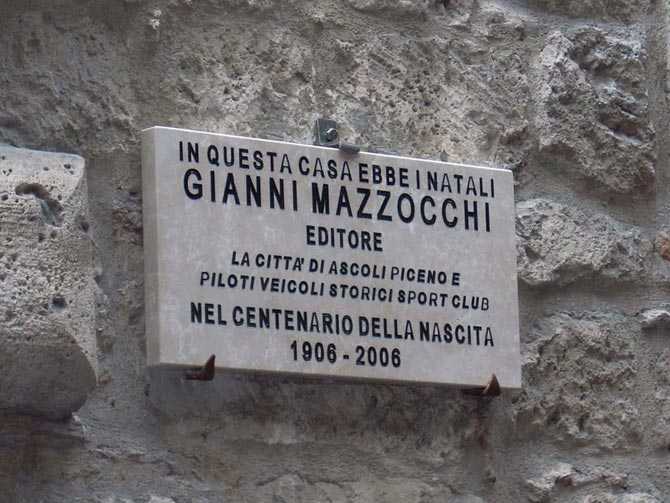 IN QUESTA CASA EBBE I NATALI
GIANNI MAZZOCCHI
EDITORE
LA CITTA' DI ASCOLI PICENO E
PILOTI VEICOLI STORICI SPORT CLUB
NEL CENTENARIO DELLA NASCITA
1906 - 2006